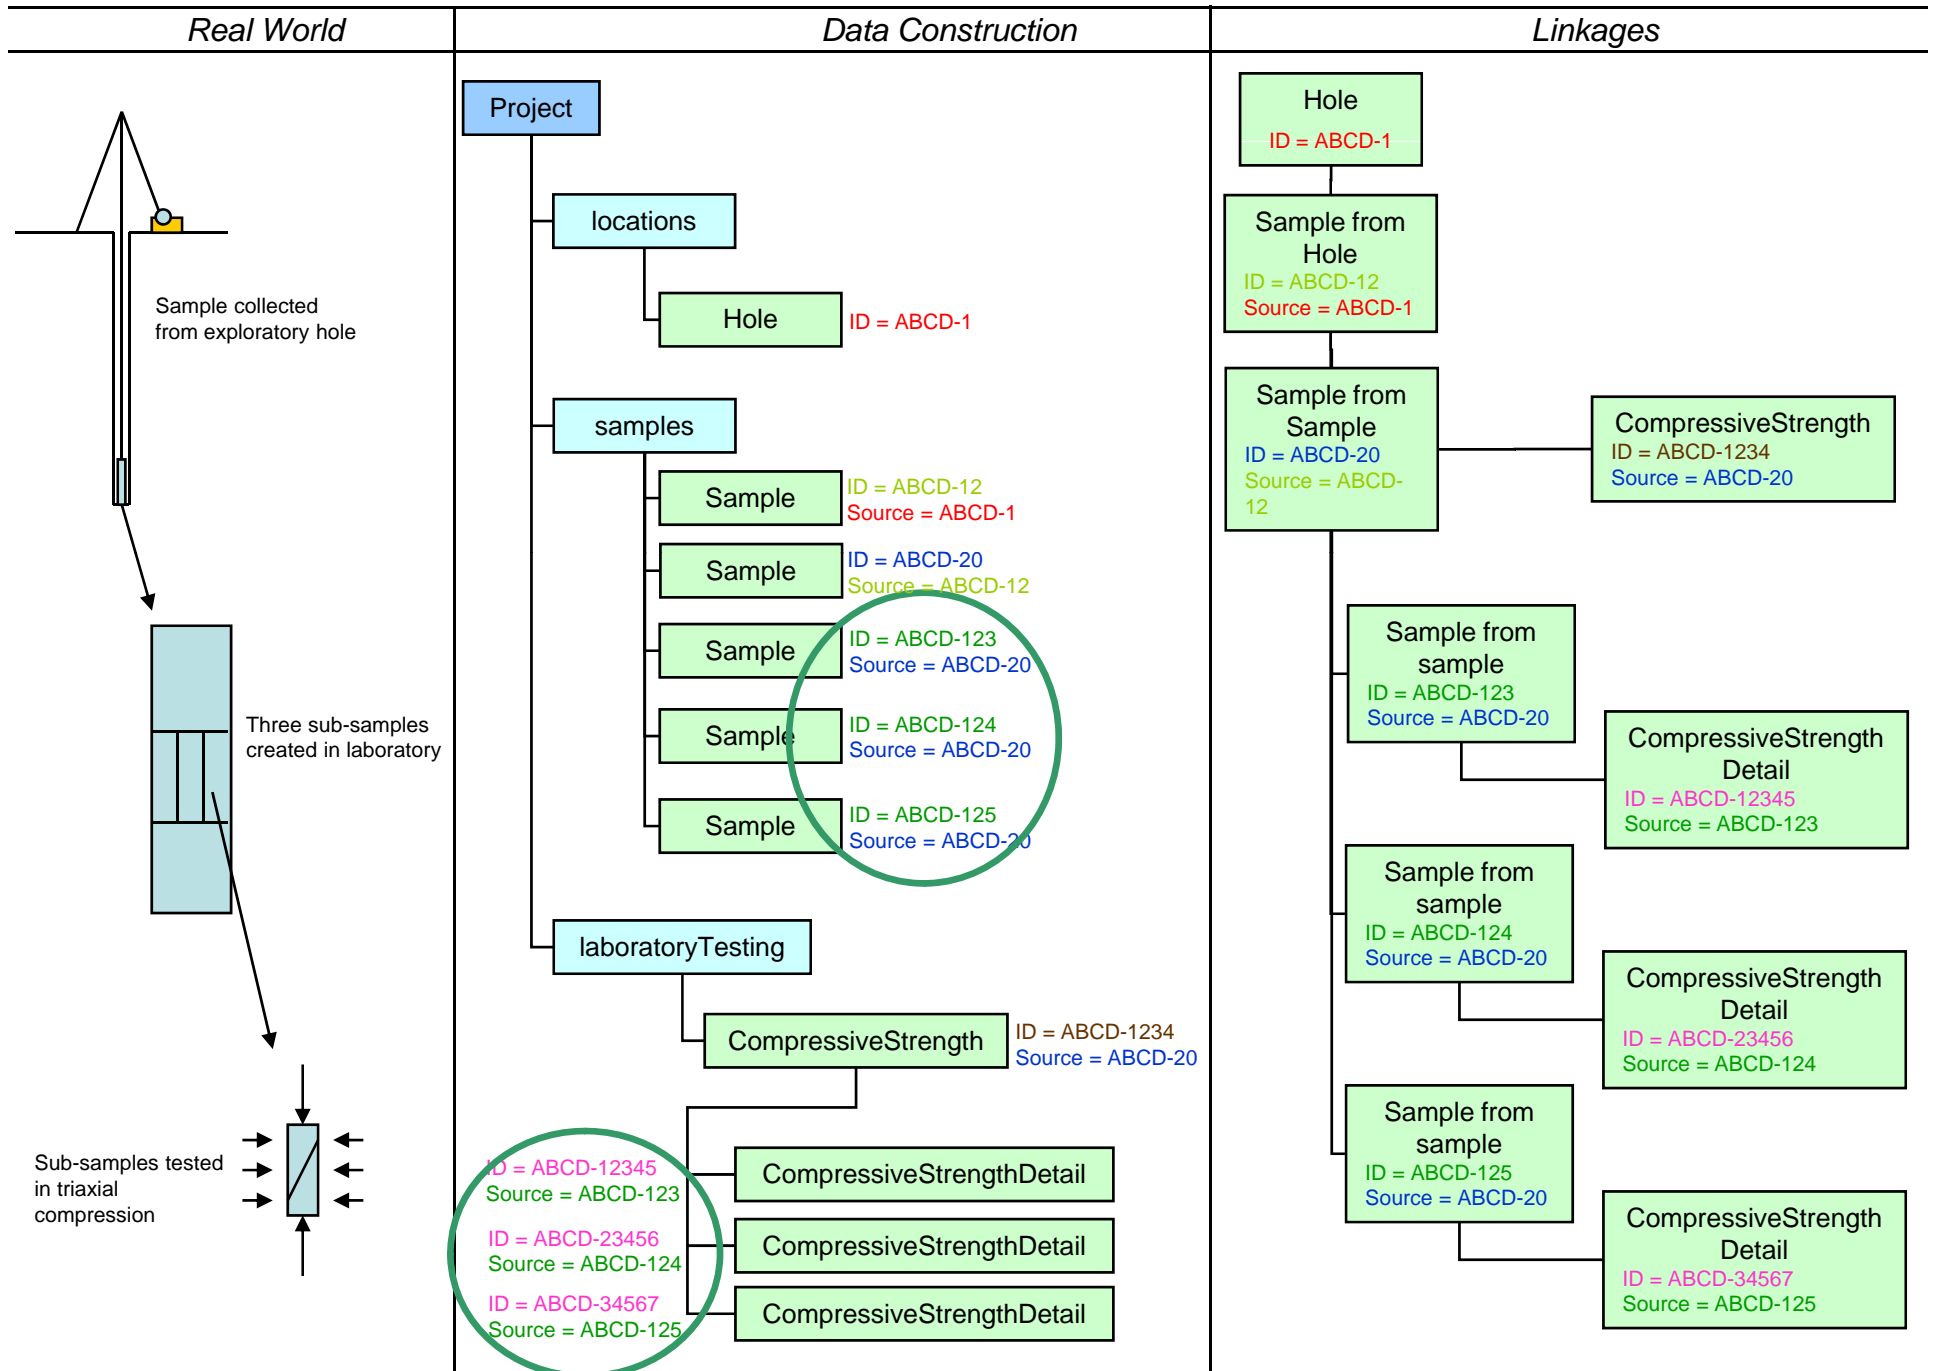 Real World
Data Construction
Linkages
Sample collected
from exploratory hole
Three sub-samples
created in laboratory
Sub-samples tested
in triaxial
compression
Project
locations
Hole
ID = ABCD-1
samples
Sample
ID = ABCD-12
Source = ABCD-1
Sample
ID = ABCD-20
Source = ABCD-12
Sample
ID = ABCD-123
Source = ABCD-20
Sample
ID = ABCD-124
Source = ABCD-20
Sample
ID = ABCD-125
Source = ABCD-20
laboratoryTesting
CompressiveStrength
ID = ABCD-1234
Source = ABCD-20
ID = ABCD-12345
Source = ABCD-123
CompressiveStrengthDetail
ID = ABCD-23456
Source = ABCD-124
CompressiveStrengthDetail
ID = ABCD-34567
Source = ABCD-125
CompressiveStrengthDetail
Hole
ID = ABCD-1
Sample from
Hole
ID = ABCD-12
Source = ABCD-1
Sample from
Sample
ID = ABCD-20
Source = ABCD-
12
CompressiveStrength
ID = ABCD-1234
Source = ABCD-20
Sample from
sample
ID = ABCD-123
Source = ABCD-20
CompressiveStrength
Detail
ID = ABCD-12345
Source = ABCD-123
Sample from
sample
ID = ABCD-124
Source = ABCD-20
CompressiveStrength
Detail
ID = ABCD-23456
Source = ABCD-124
Sample from
sample
ID = ABCD-125
Source = ABCD-20
CompressiveStrength
Detail
ID = ABCD-34567
Source = ABCD-125